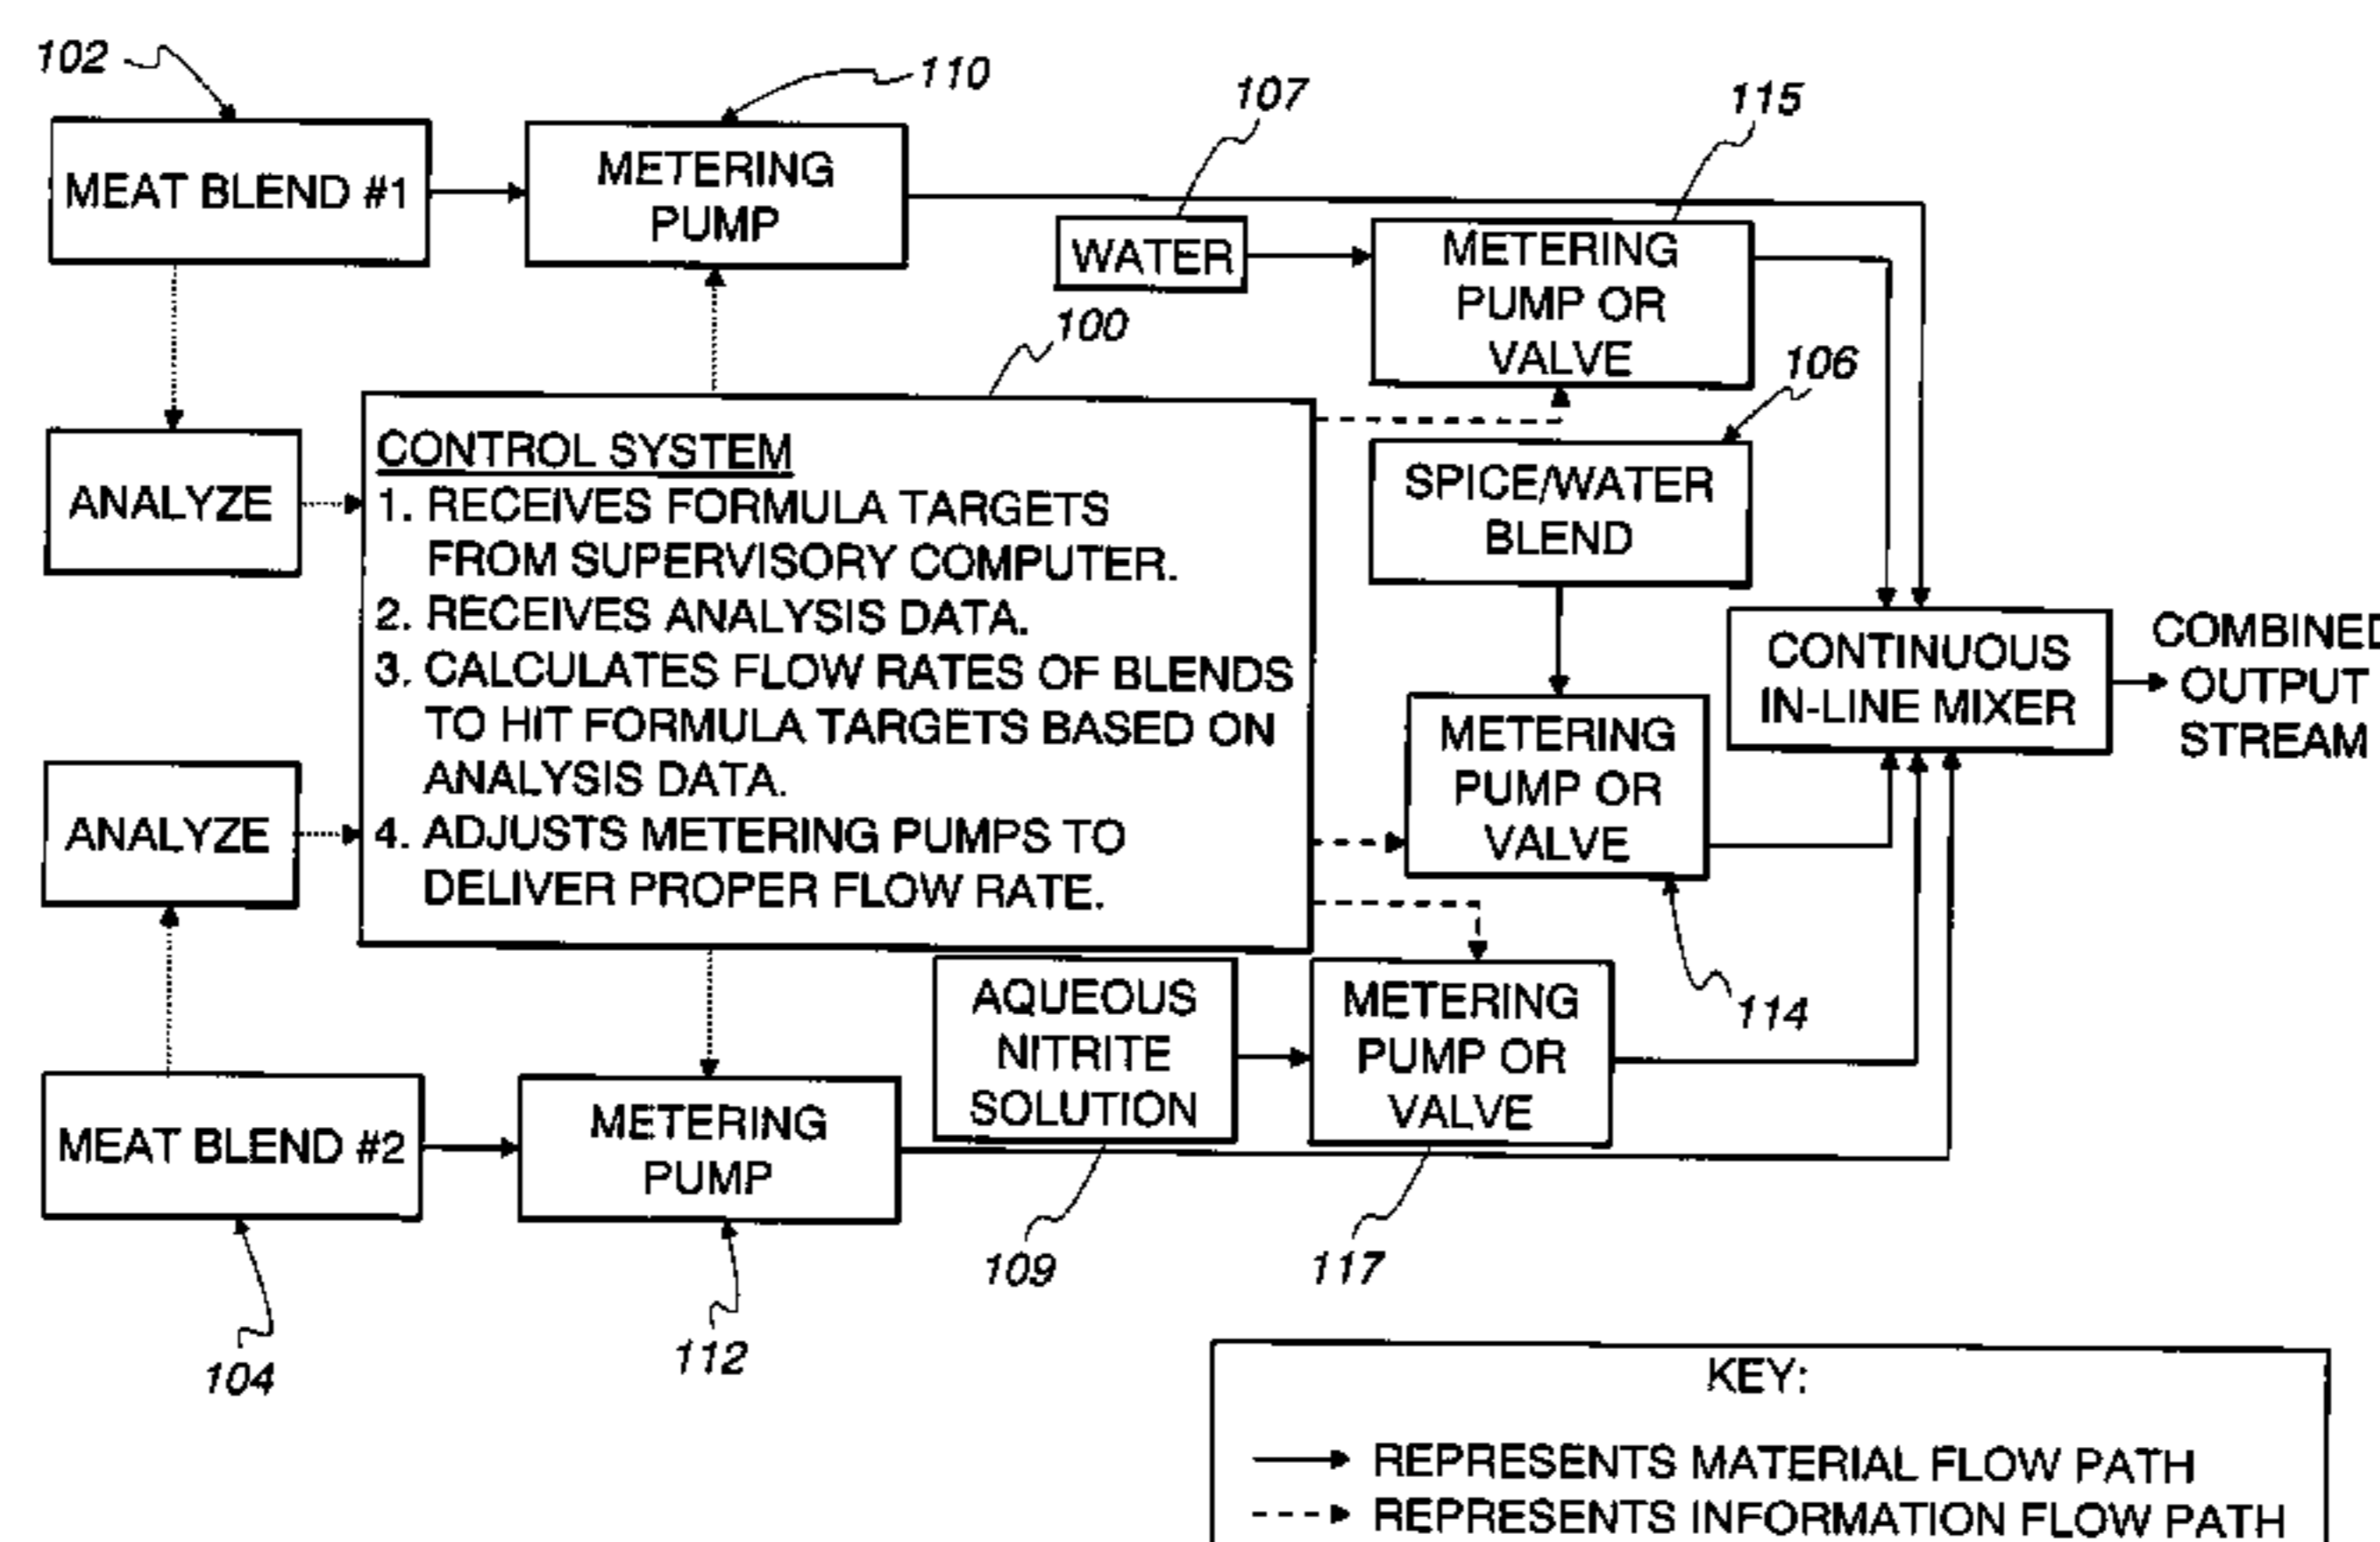 102
110
107
115
MEAT BLEND #1
METERING
PUMP
WATER
METERING
PUMP OR
VALVE
100
106
ANALYZE
CONTROL SYSTEM
1. RECEIVES FORMULA TARGETS
FROM SUPERVISORY COMPUTER.
2. RECEIVES ANALYSIS DATA.
3. CALCULATES FLOW RATES OF BLENDS
TO HIT FORMULA TARGETS BASED ON
ANALYSIS DATA.
4. ADJUSTS METERING PUMPS TO
DELIVER PROPER FLOW RATE.
SPICE/WATER
BLEND
CONTINUOUS
IN-LINE MIXER
COMBINED
OUTPUT
STREAM
ANALYZE
METERING
PUMP OR
VALVE
114
MEAT BLEND #2
METERING
PUMP
AQUEOUS
NITRITE
SOLUTION
METERING
PUMP OR
VALVE
109
117
104
112
KEY:
REPRESENTS MATERIAL FLOW PATH
REPRESENTS INFORMATION FLOW PATH